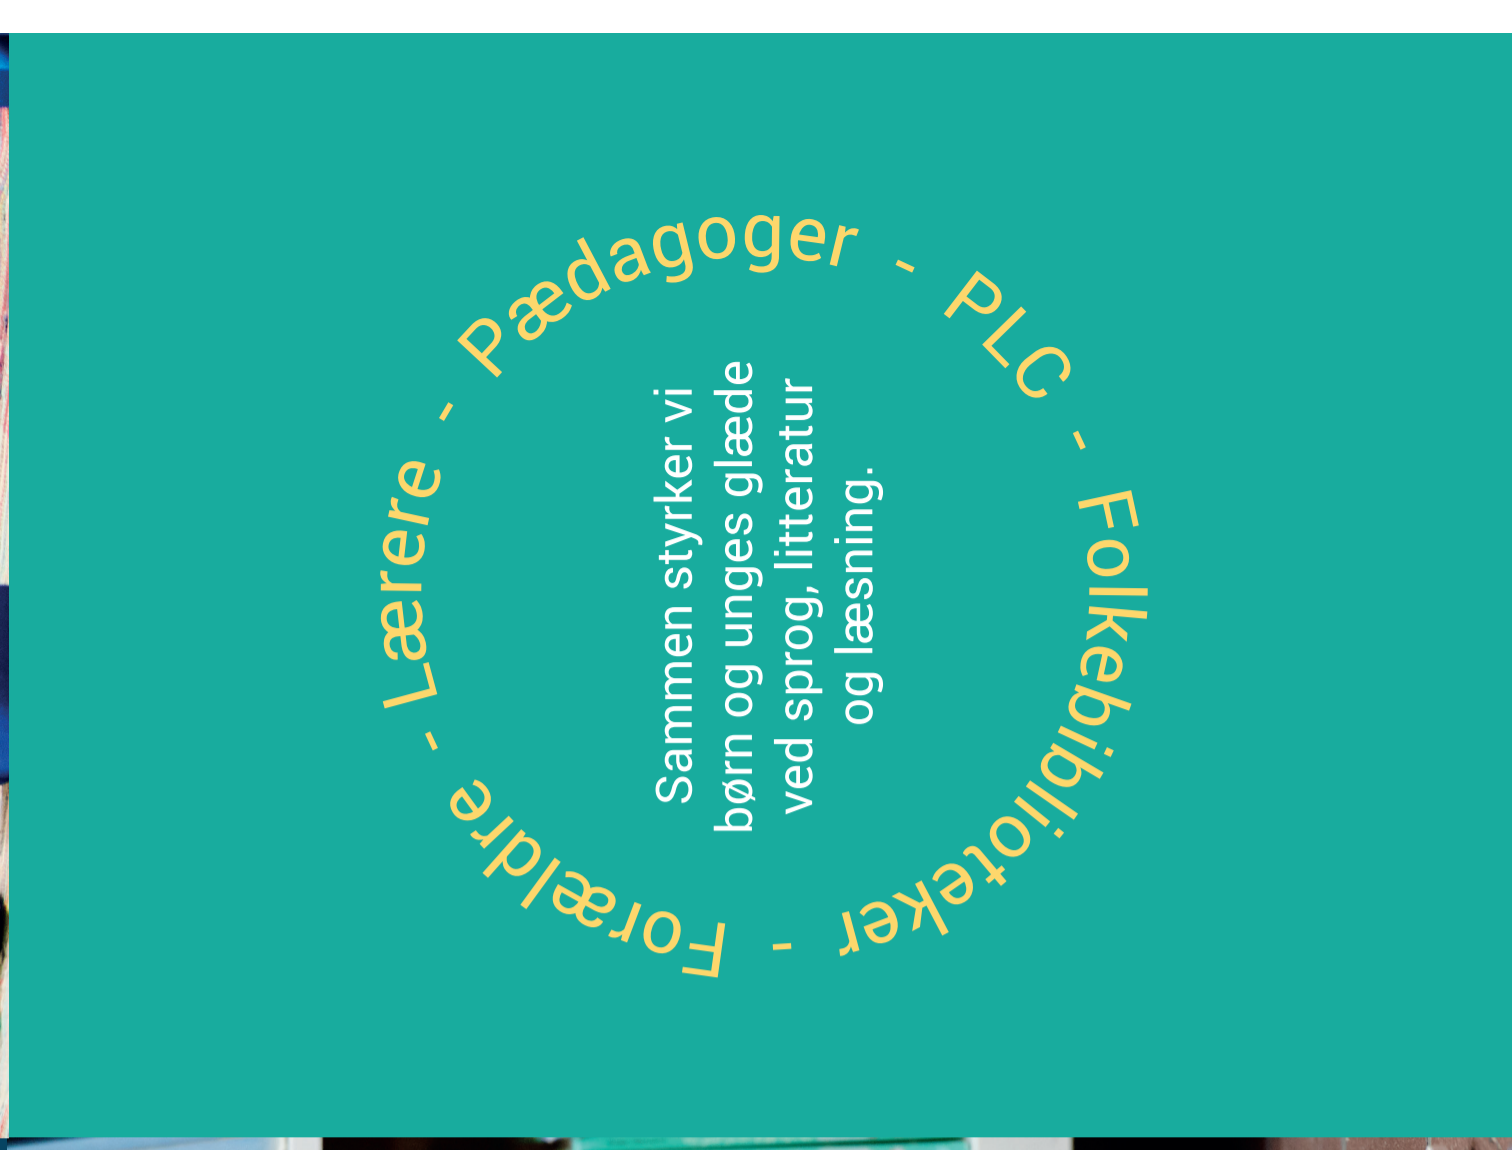 Forældre - Lærere - Pædagoger - PLC - Folkebiblioteker -
Sammen styrker vi
børn og unges glæde
ved sprog, litteratur
og læsning.